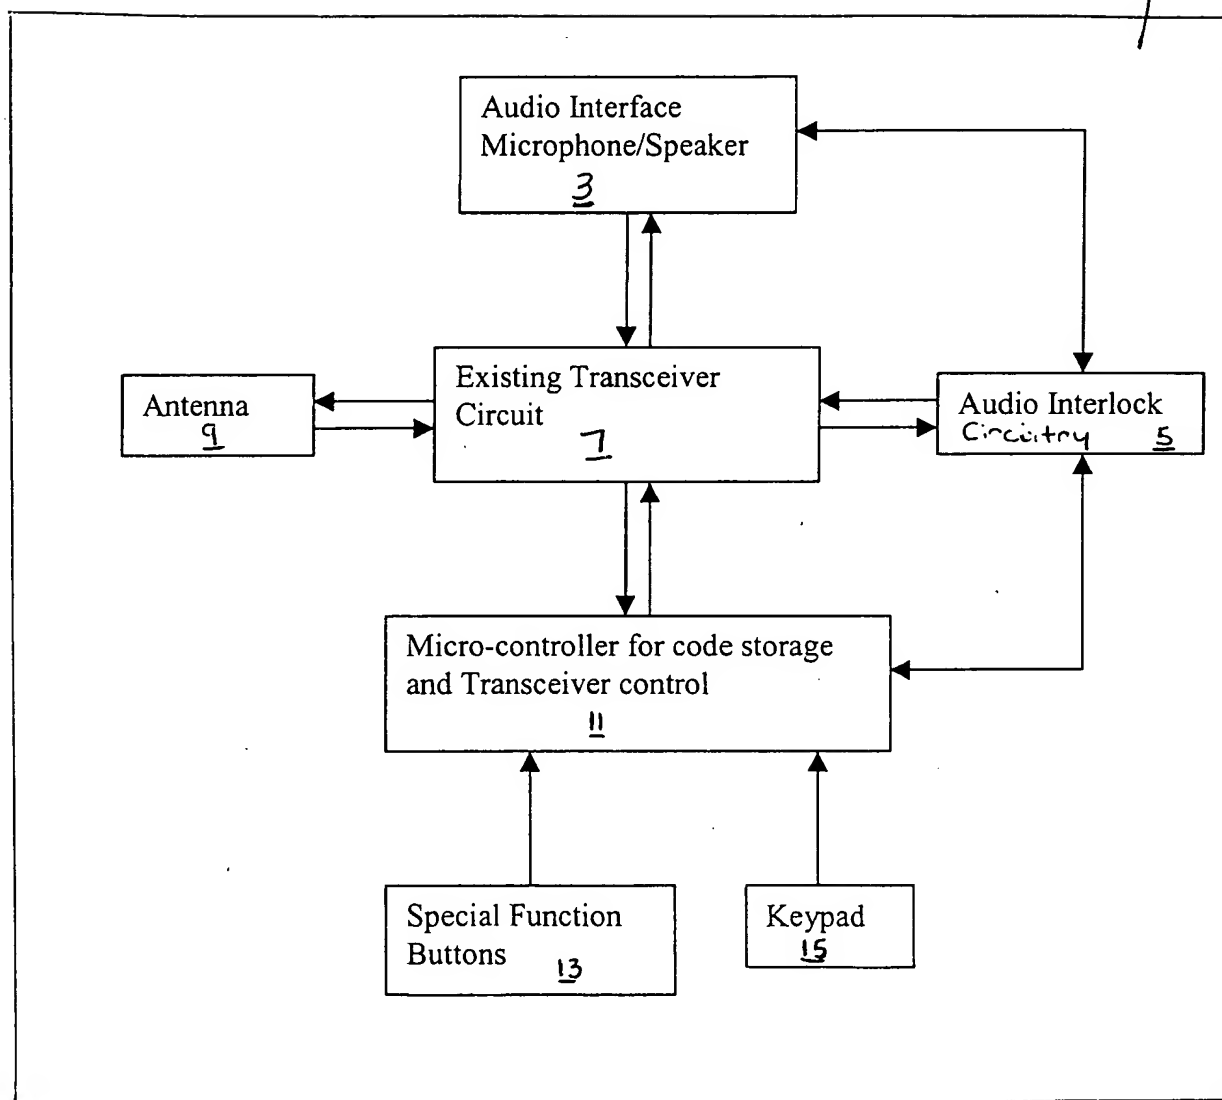 Audio Interface
Microphone/Speaker
3
Existing Transceiver
Circuit
7
Antenna
9
Audio Interlock
Circuitry 5
Micro-controller for code storage
and Transceiver control
11
Special Function
Buttons 13
Keypad
15